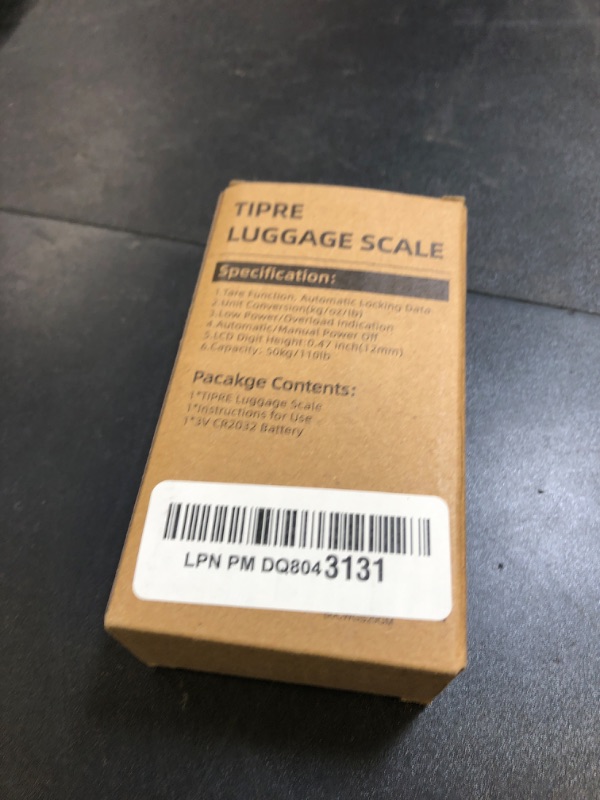 TIPRE
LUGGAGE SCALE
Specification:
1.Tare Function, Automatic Locking Data
2.Unit Conversion(kg/oz/lb)
3.Low Power/Overload Indication
4.Automatic/Manual Power Off
5.LCD Digit Height:0.47 inch(12mm)
6.Capacity: 50kg/110lb
Pacakge Contents:
1*TIPRE Luggage Scale
1*Instructions for Use
1*3V CR2032 Battery
LPN PM DQ8043131